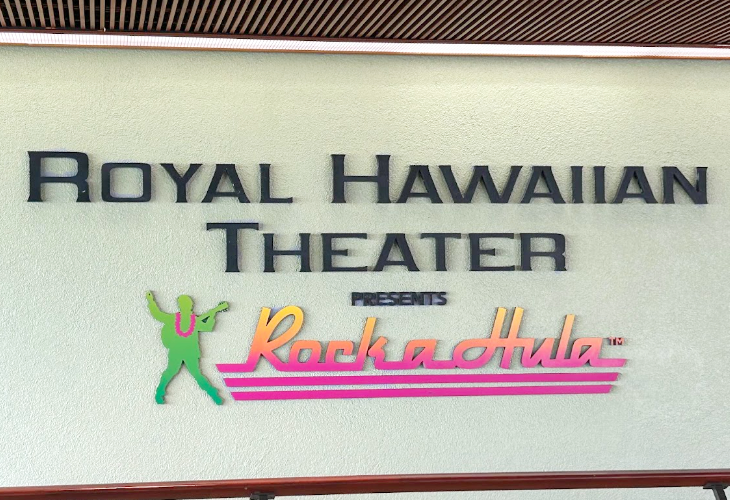 ROYAL HAWAIIAN
THEATER
PRESENTS
Rock a Hula™